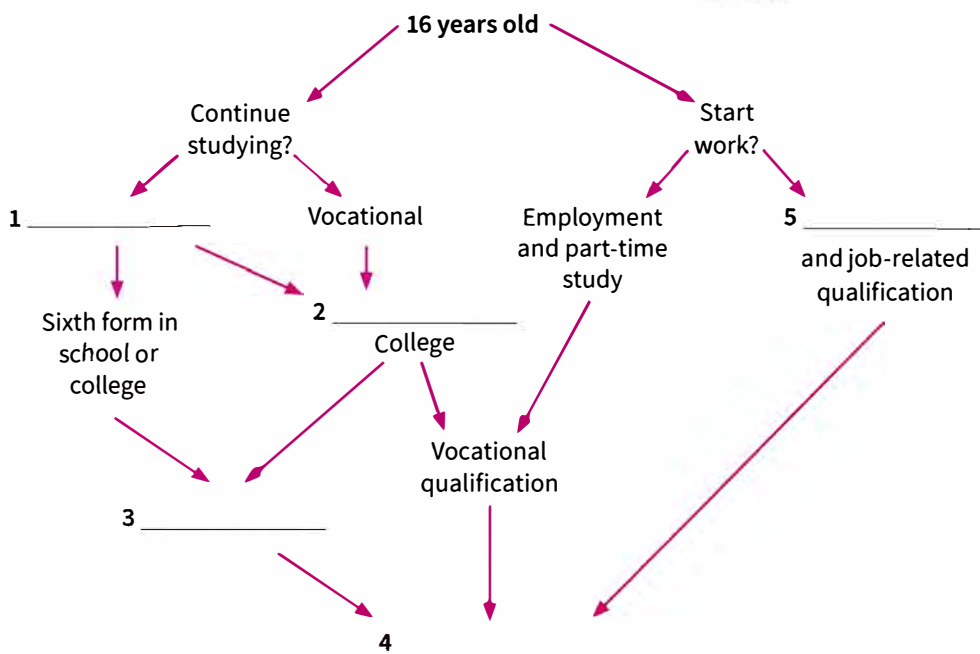 16 years old
Continue
studying?
Start
work?
1
Vocational
Employment
and part-time
study
5
and job-related
qualification
Sixth form in
school or
college
2
College
Vocational
qualification
3
4